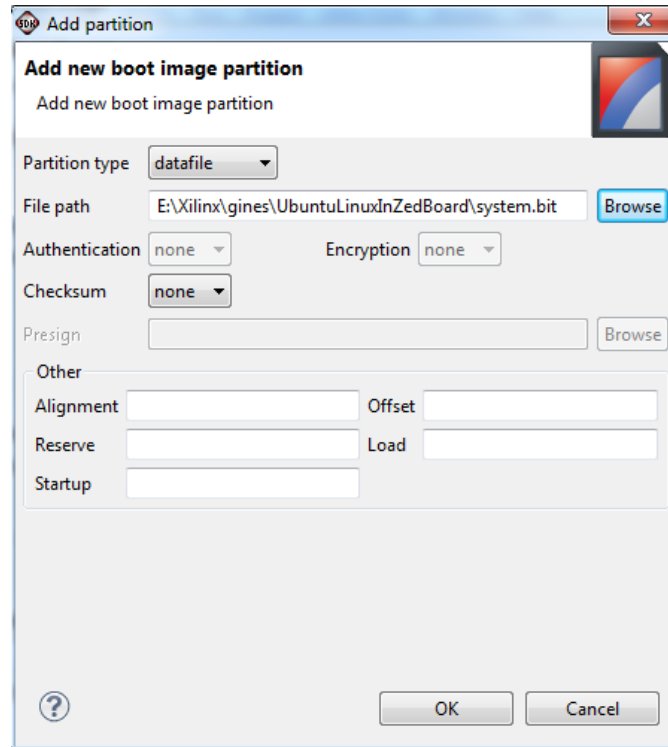 SDK Add partition
Add new boot image partition
Add new boot image partition
Partition type datafile
File path E:\Xilinx\gines\UbuntuLinuxInZedBoard\system.bit Browse
Authentication none Encryption none
Checksum none
Presign Browse
Other
Alignment Offset
Reserve Load
Startup
? OK Cancel